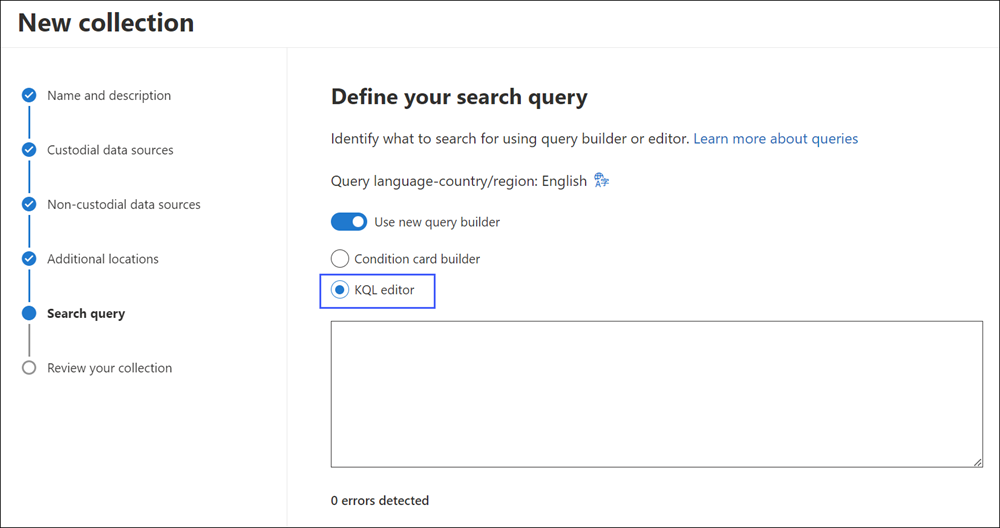 New collection
Name and description
Custodial data sources
Non-custodial data sources
Additional locations
Search query
Review your collection
Define your search query
Identify what to search for using query builder or editor. Learn more about queries
Query language-country/region: English
Use new query builder
Condition card builder
KQL editor
0 errors detected